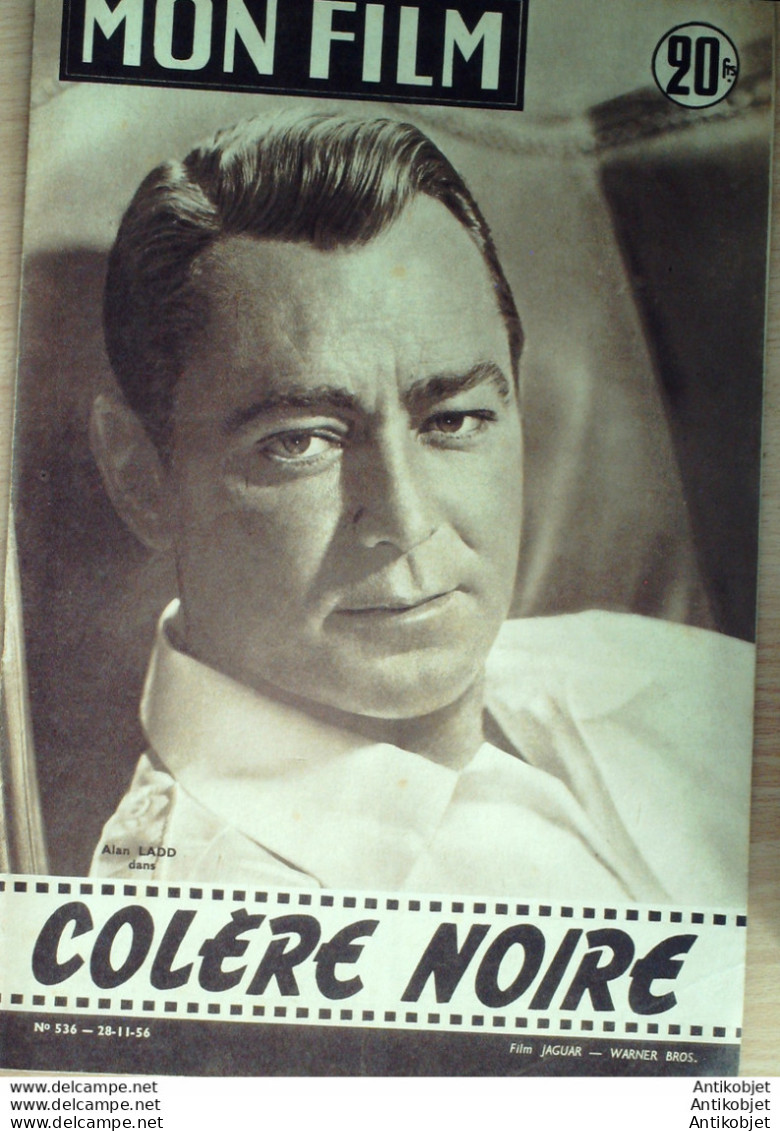 MON FILM
20 frs
Alan LADD
dans
COLÈRE NOIRE
Nº 536 — 28-11-56
Film JAGUAR — WARNER BROS.
www.delcampe.net
www.delcampe.net
www.delcampe.net
Antikobjet
Antikobjet
Antikobjet